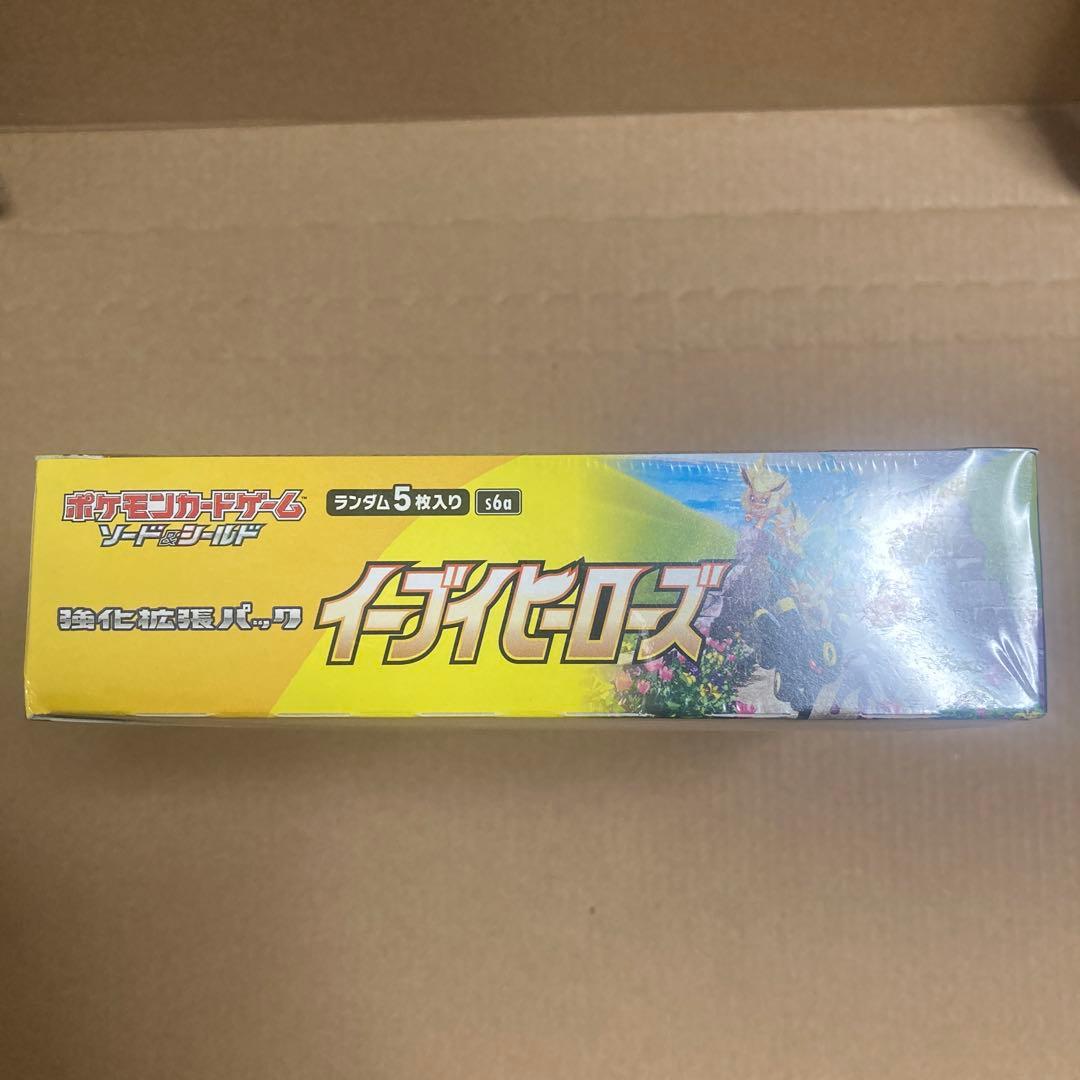 ポケモンカードゲーム™
ソード&シールド
ランダム5枚入り s6a
強化拡張パック
イーブイヒーローズ